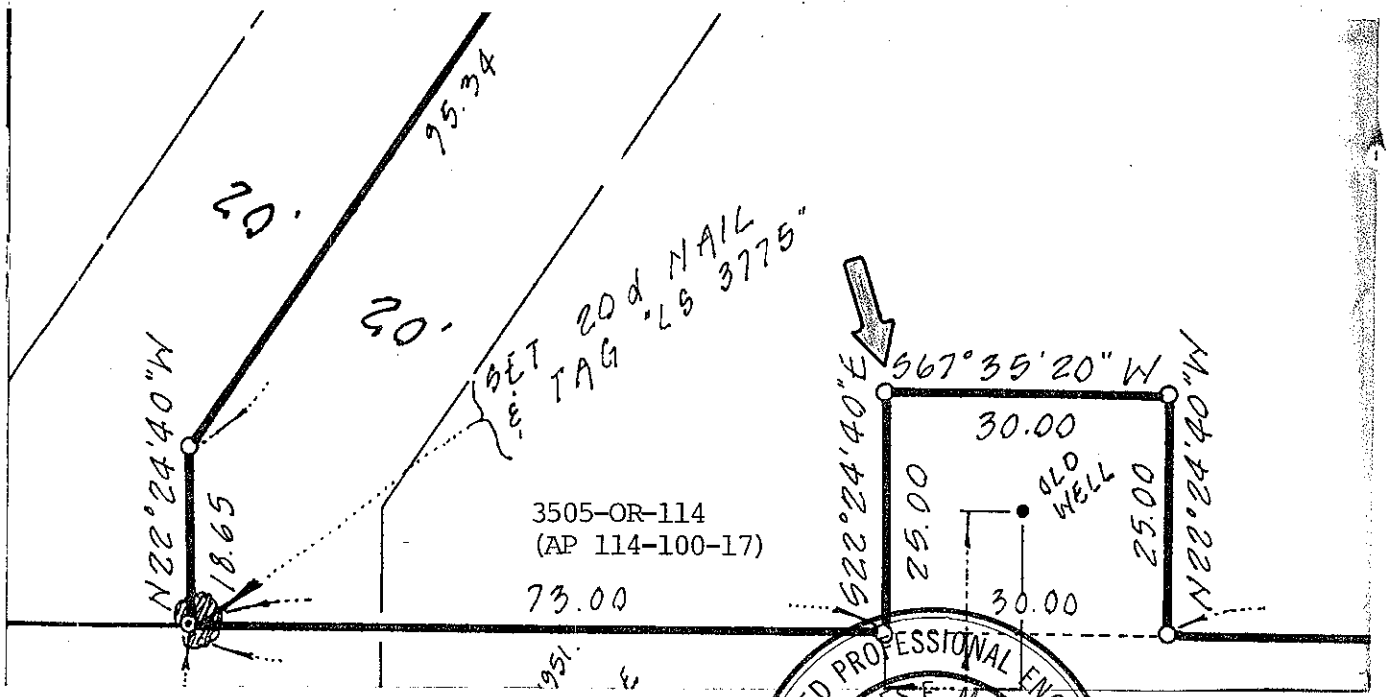 95.34
20'
20'
SET 20d NAIL
& TAG "LS 3775"
N22°24'40"W
18.65
3505-OR-114
(AP 114-100-17)
73.00
S22°24'40"E
25.00
S67°35'20"W
30.00
OLD
WELL
25.00
N22°24'40"W
30.00
1951.
PROFESSIONAL